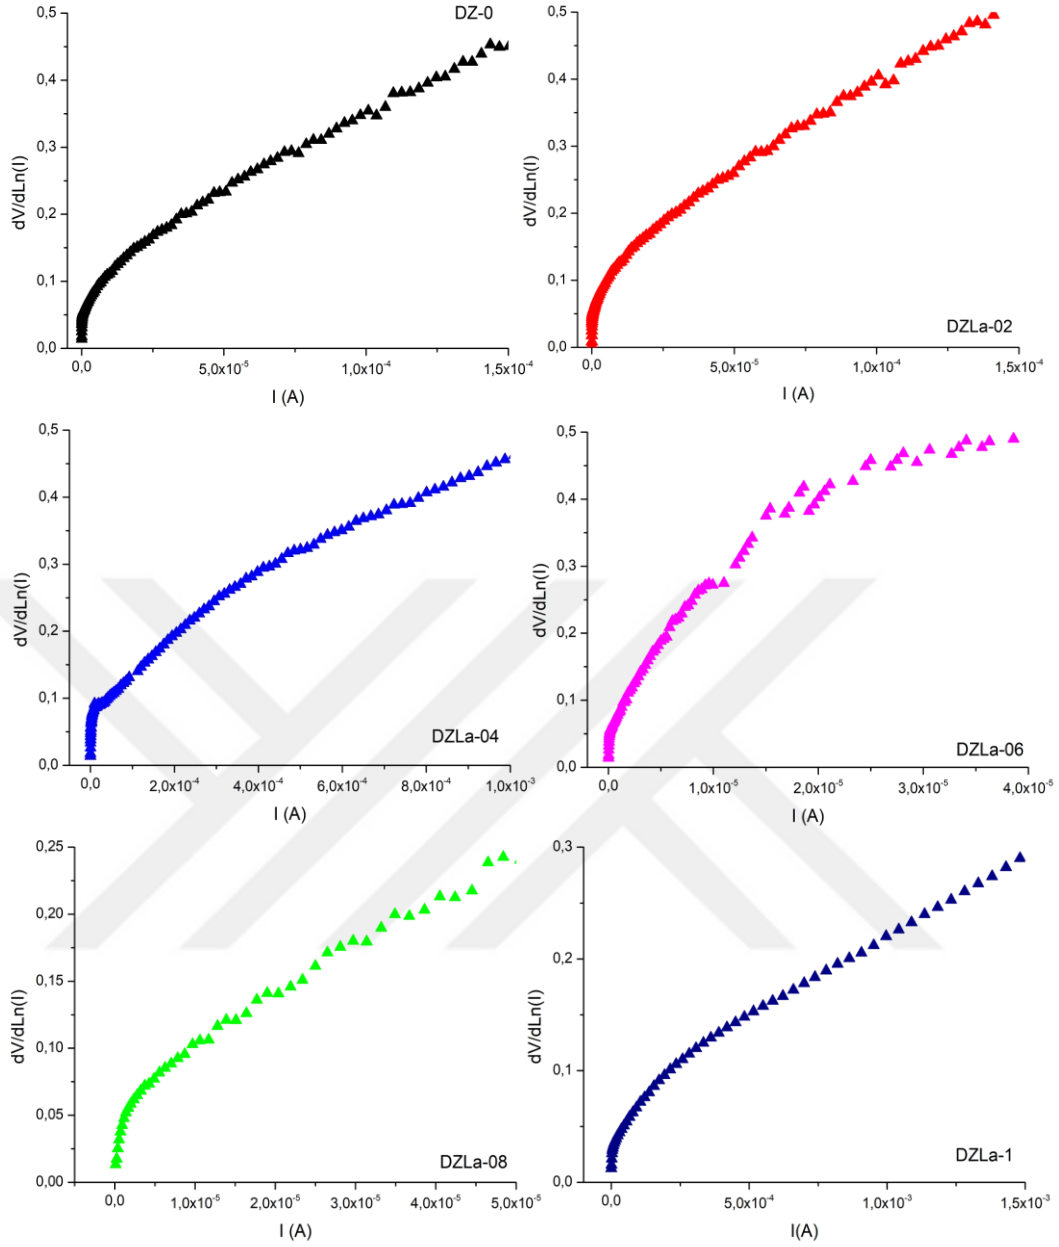 DZ-0
0,5
0,4
0,3
0,2
0,1
0,0
dV/dLn(I)
0,0
5,0x10⁻⁵
1,0x10⁻⁴
1,5x10⁻⁴
I (A)
DZLa-02
0,5
0,4
0,3
0,2
0,1
0,0
dV/dLn(I)
0,0
5,0x10⁻⁵
1,0x10⁻⁴
1,5x10⁻⁴
I (A)
DZLa-04
0,5
0,4
0,3
0,2
0,1
0,0
dV/dLn(I)
0,0
2,0x10⁻⁴
4,0x10⁻⁴
6,0x10⁻⁴
8,0x10⁻⁴
1,0x10⁻³
I (A)
DZLa-06
0,5
0,4
0,3
0,2
0,1
0,0
dV/dLn(I)
0,0
1,0x10⁻⁵
2,0x10⁻⁵
3,0x10⁻⁵
4,0x10⁻⁵
I (A)
DZLa-08
0,25
0,20
0,15
0,10
0,05
0,00
dV/dLn(I)
0,0
1,0x10⁻⁵
2,0x10⁻⁵
3,0x10⁻⁵
4,0x10⁻⁵
5,0x10⁻⁵
I (A)
DZLa-1
0,3
0,2
0,1
0,0
dV/dLn(I)
0,0
5,0x10⁻⁴
1,0x10⁻³
1,5x10⁻³
I(A)